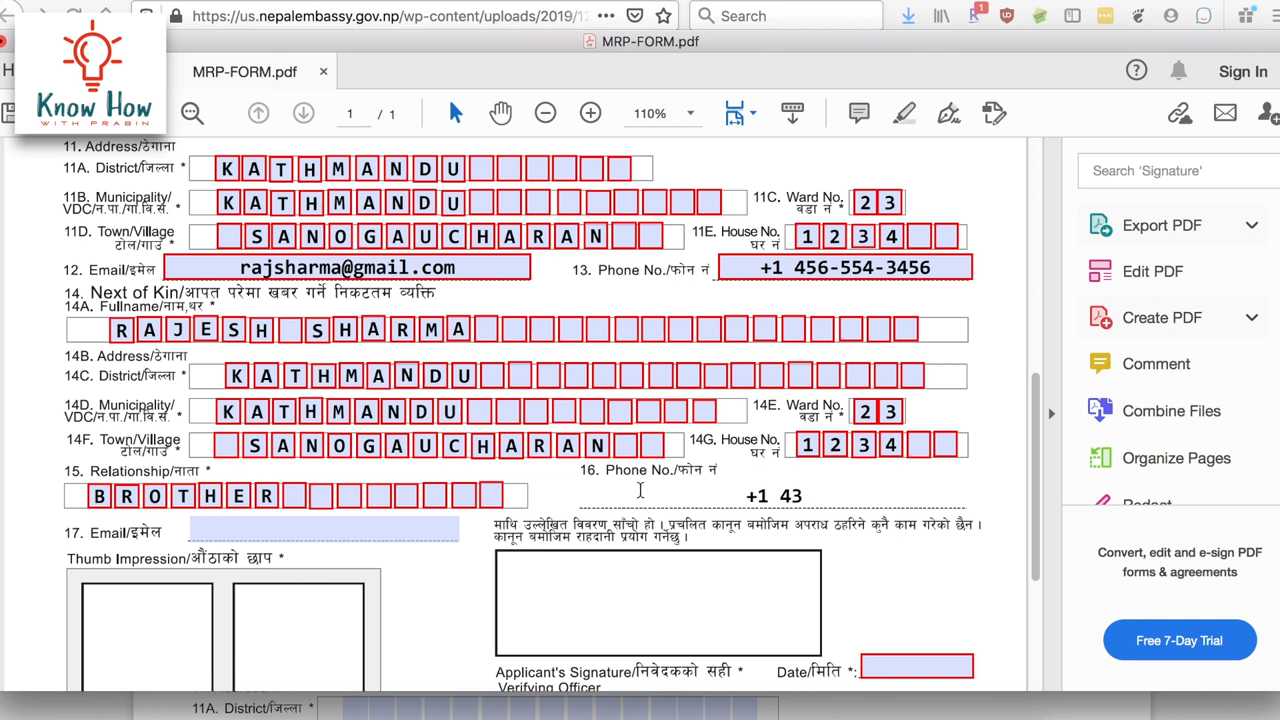 https://us.nepalembassy.gov.np/wp-content/uploads/2019/1
Search
MRP-FORM.pdf
MRP-FORM.pdf
Sign In
Know How
WITH PRABIN
1 / 1
110%
11. Address/ठेगाना
11A. District/जिल्ला *
KATHMANDU
11B. Municipality/
VDC/न.पा./गा.बि.सं. *
KATHMANDU
11C. Ward No.
वडा नं *
23
11D. Town/Village
टोल/गाउँ *
SANOGAUCHARAN
11E. House No.
घर नं
1234
12. Email/इमेल
rajsharma@gmail.com
13. Phone No./फोन नं
+1 456-554-3456
14. Next of Kin/आपत परेमा खबर गर्ने निकटतम व्यक्ति
14A. Fullname/नाम,थर *
RAJESH SHARMA
14B. Address/ठेगाना
14C. District/जिल्ला *
KATHMANDU
14D. Municipality/
VDC/न.पा./गा.बि.सं. *
KATHMANDU
14E. Ward No.
वडा नं *
23
14F. Town/Village
टोल/गाउँ *
SANOGAUCHARAN
14G. House No.
घर नं
1234
15. Relationship/नाता *
BROTHER
16. Phone No./फोन नं
+1 43
17. Email/इमेल
माथि उल्लेखित विवरण साँचो हो । प्रचलित कानून बमोजिम अपराध ठहरिने कुनै काम गरेको छैन ।
कानून बमोजिम राहदानी प्रयोग गर्नेछु ।
Thumb Impression/औंठाको छाप *
Applicant's Signature/निवेदकको सही *
Date/मिति *:
Verifying Officer
11A. District/जिल्ला
Search 'Signature'
Export PDF
Edit PDF
Create PDF
Comment
Combine Files
Organize Pages
Convert, edit and e-sign PDF
forms & agreements
Free 7-Day Trial